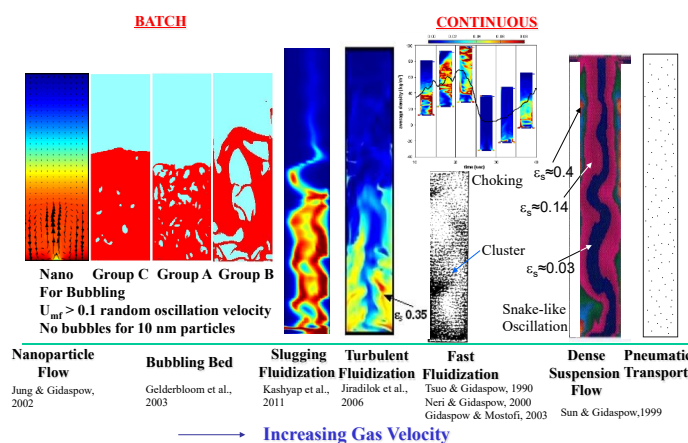 BATCH
CONTINUOUS
Choking
Cluster
εs≈0.4
εs≈0.14
εs≈0.03
Snake-like
Oscillation
εs 0.35
Nano Group C Group A Group B
For Bubbling
Umf > 0.1 random oscillation velocity
No bubbles for 10 nm particles
Nanoparticle
Flow
Jung & Gidaspow,
2002
Bubbling Bed
Gelderbloom et al.,
2003
Slugging
Fluidization
Kashyap et al.,
2011
Turbulent
Fluidization
Jiradilok et al.,
2006
Fast
Fluidization
Tsuo & Gidaspow, 1990
Neri & Gidaspow, 2000
Gidaspow & Mostofi, 2003
Dense
Suspension
Flow
Sun & Gidaspow,1999
Pneumatic
Transport
Increasing Gas Velocity